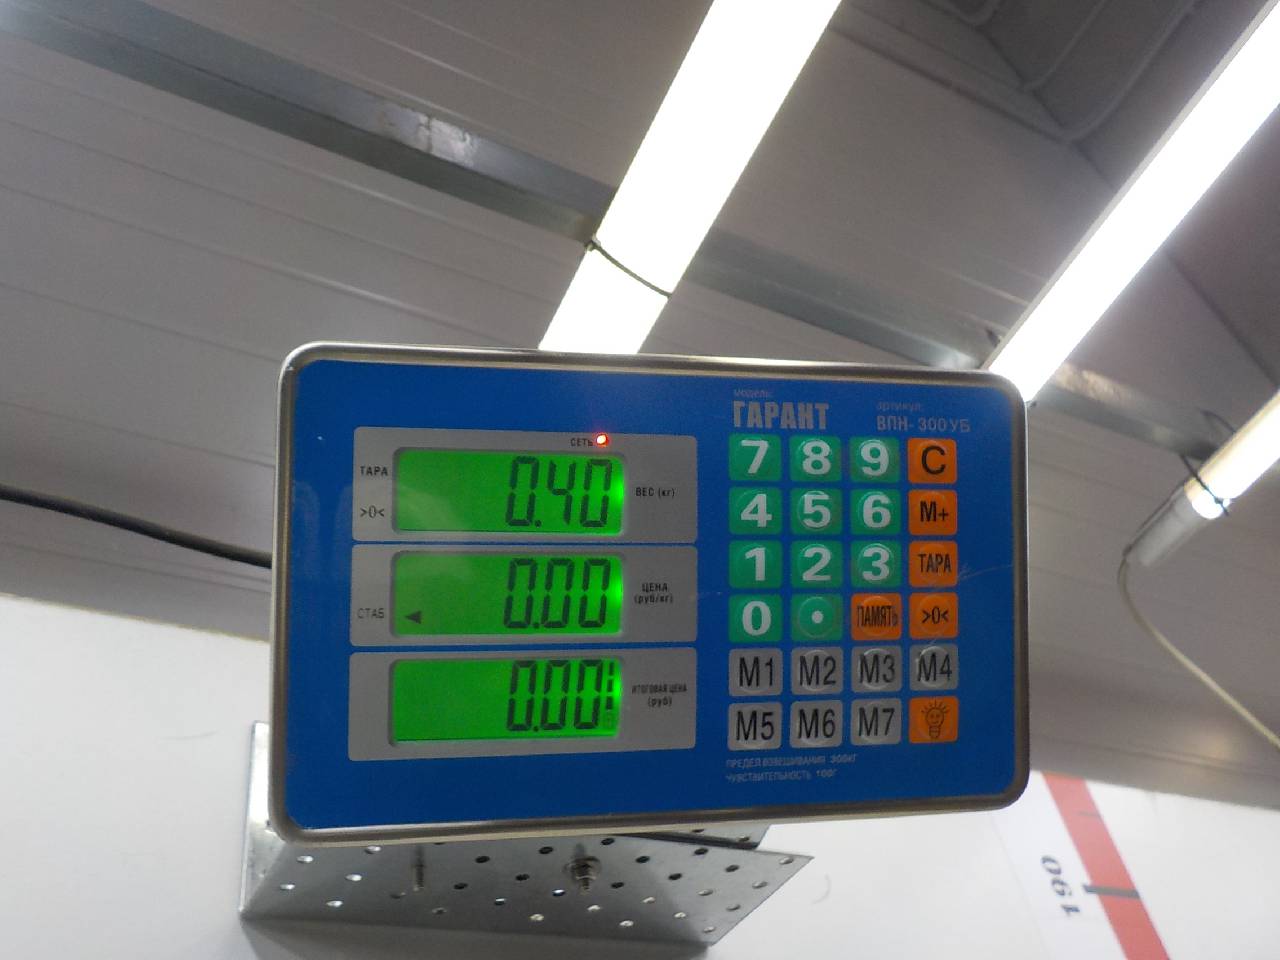 модель:
ГАРАНТ
артикул:
ВПН-300УБ
СЕТЬ
ТАРА
>0<
0.40
ВЕС (кг)
СТАБ
0.00
ЦЕНА
(руб/кг)
0.00
ИТОГОВАЯ ЦЕНА
(руб)
7 8 9 C
4 5 6 M+
1 2 3 ТАРА
0 . ПАМЯТЬ >0<
M1 M2 M3 M4
M5 M6 M7
ПРЕДЕЛ ВЗВЕШИВАНИЯ 300КГ
ЧУВСТВИТЕЛЬНОСТЬ 100Г
190